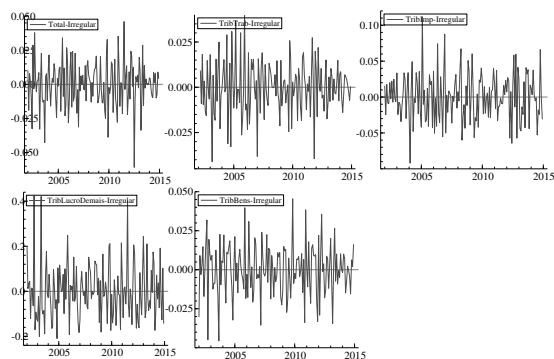 0.050
Total-Irregular
0.025
0.000
-0.025
-0.050
2005 2010 2015
TribTrab-Irregular
0.025
0.000
-0.025
2005 2010 2015
0.10
TribImp-Irregular
0.05
0.00
-0.05
2005 2010 2015
0.4
TribLucroDemais-Irregular
0.2
0.0
-0.2
2005 2010 2015
0.050
TribBens-Irregular
0.025
0.000
-0.025
2005 2010 2015